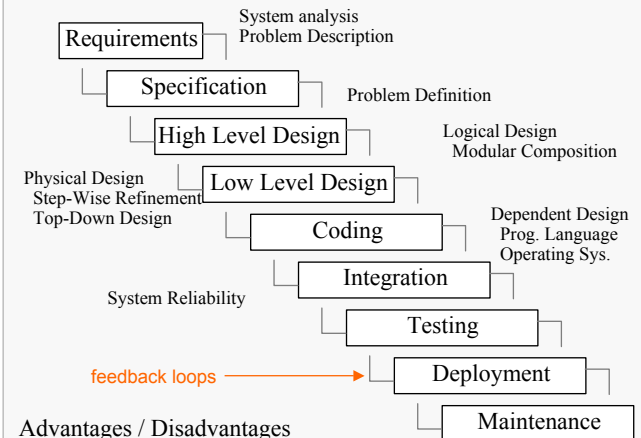 System analysis
Requirements
Problem Description
Specification
Problem Definition
High Level Design
Logical Design
Modular Composition
Physical Design
Step-Wise Refinement
Low Level Design
Top-Down Design
Coding
Dependent Design
Prog. Language
Operating Sys.
Integration
System Reliability
Testing
feedback loops
Deployment
Maintenance
Advantages / Disadvantages